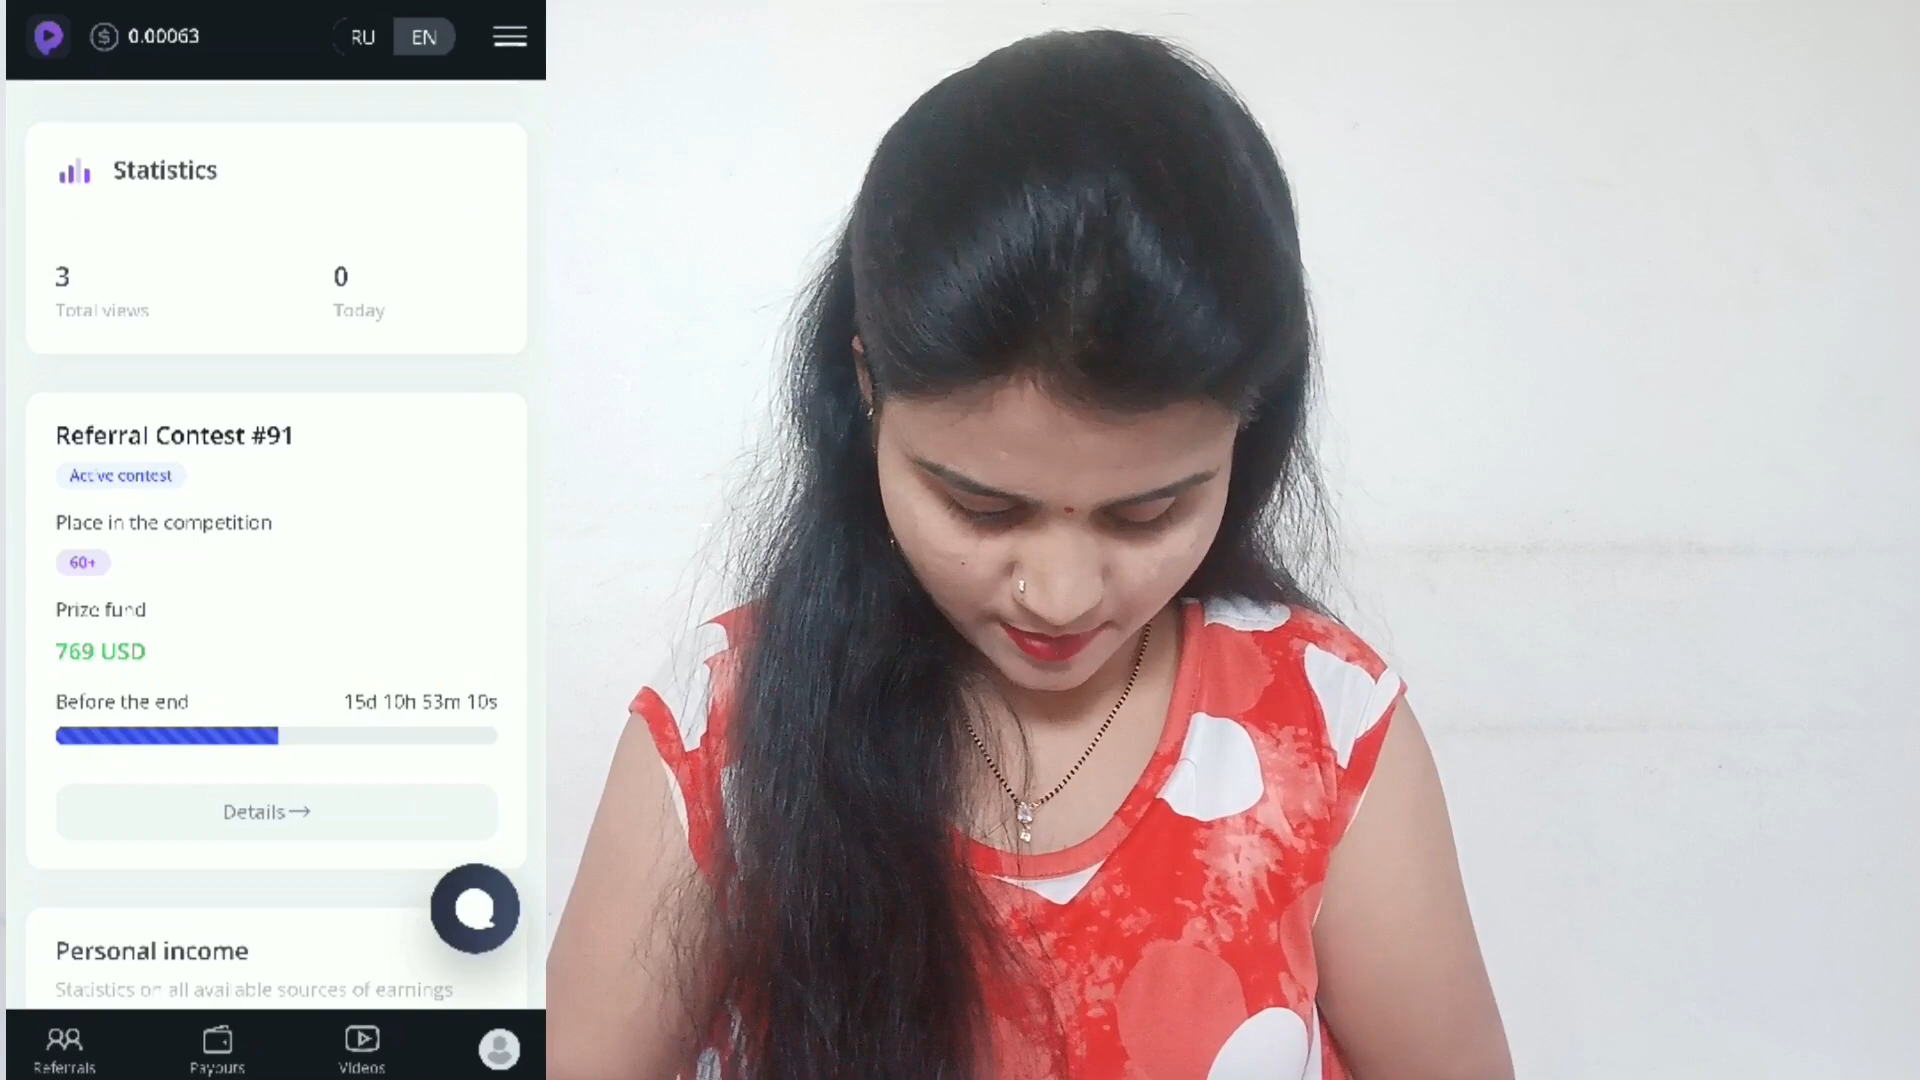 0.00063
RU
EN
Statistics
3
0
Total views
Today
Referral Contest #91
Active contest
Place in the competition
60+
Prize fund
769 USD
Before the end
15d 10h 53m 10s
Details→
Personal income
Statistics on all available sources of earnings
Referrals
Payouts
Videos